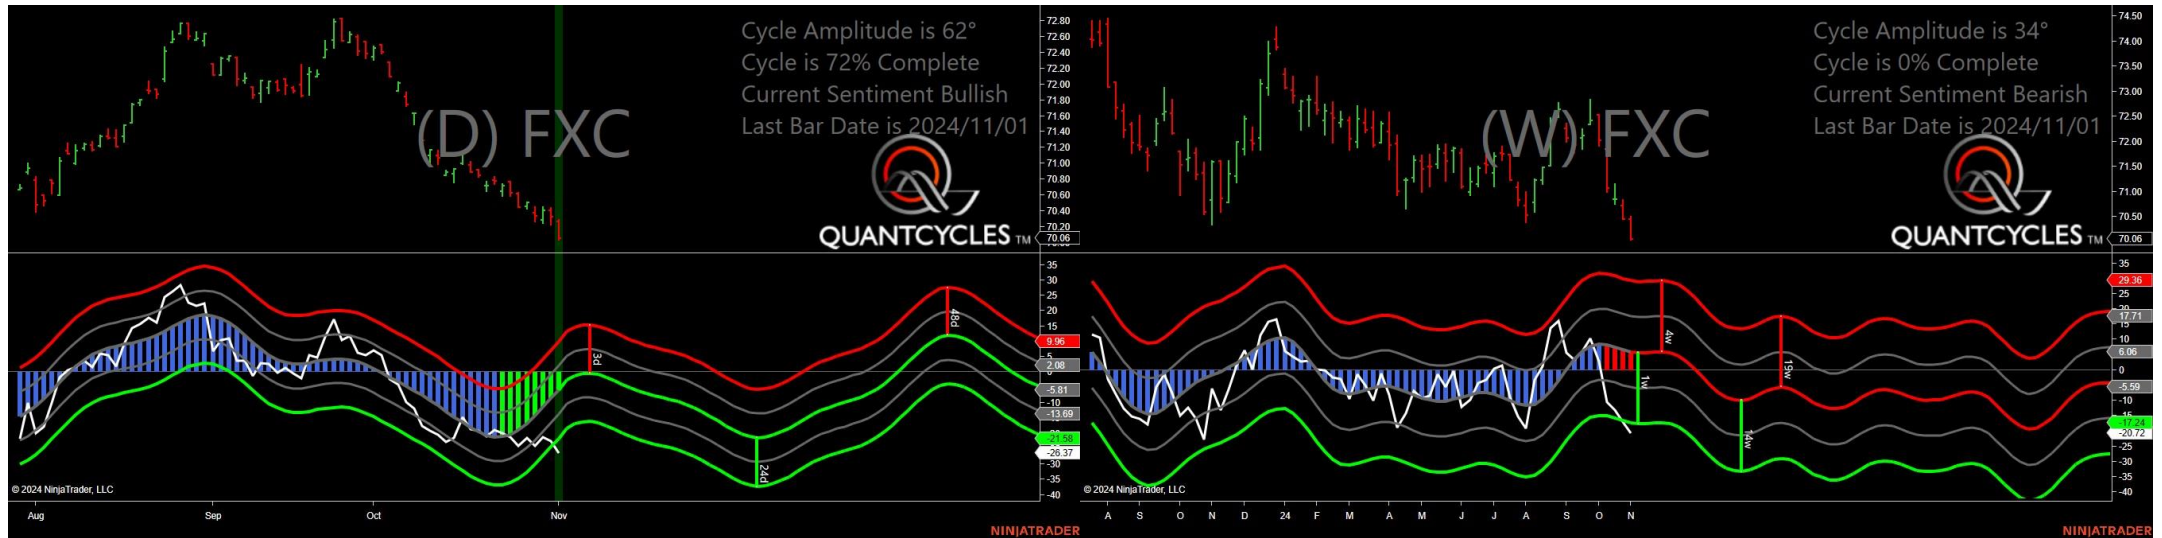 Cycle Amplitude is 62°
Cycle is 72% Complete
Current Sentiment Bullish
Last Bar Date is 2024/11/01
(D) FXC
QUANTCYCLES TM
72.80
72.60
72.40
72.20
72.00
71.80
71.60
71.40
71.20
71.00
70.80
70.60
70.40
70.20
70.06
35
30
25
20
15
9.96
5
2.08
-5.81
-10
-13.69
-21.58
-26.37
-30
-35
-40
3d
24d
48d
© 2024 NinjaTrader, LLC
Aug
Sep
Oct
Nov
NINJATRADER
Cycle Amplitude is 34°
Cycle is 0% Complete
Current Sentiment Bearish
Last Bar Date is 2024/11/01
(W) FXC
QUANTCYCLES TM
74.50
74.00
73.50
73.00
72.50
72.00
71.50
71.00
70.50
70.06
35
29.36
25
17.71
15
10
6.06
0
-5.59
-10
-15
-17.24
-20.72
-25
-30
-35
-40
1w
4w
14w
19w
© 2024 NinjaTrader, LLC
A
S
O
N
D
24
F
M
A
M
J
J
A
S
O
N
NINJATRADER